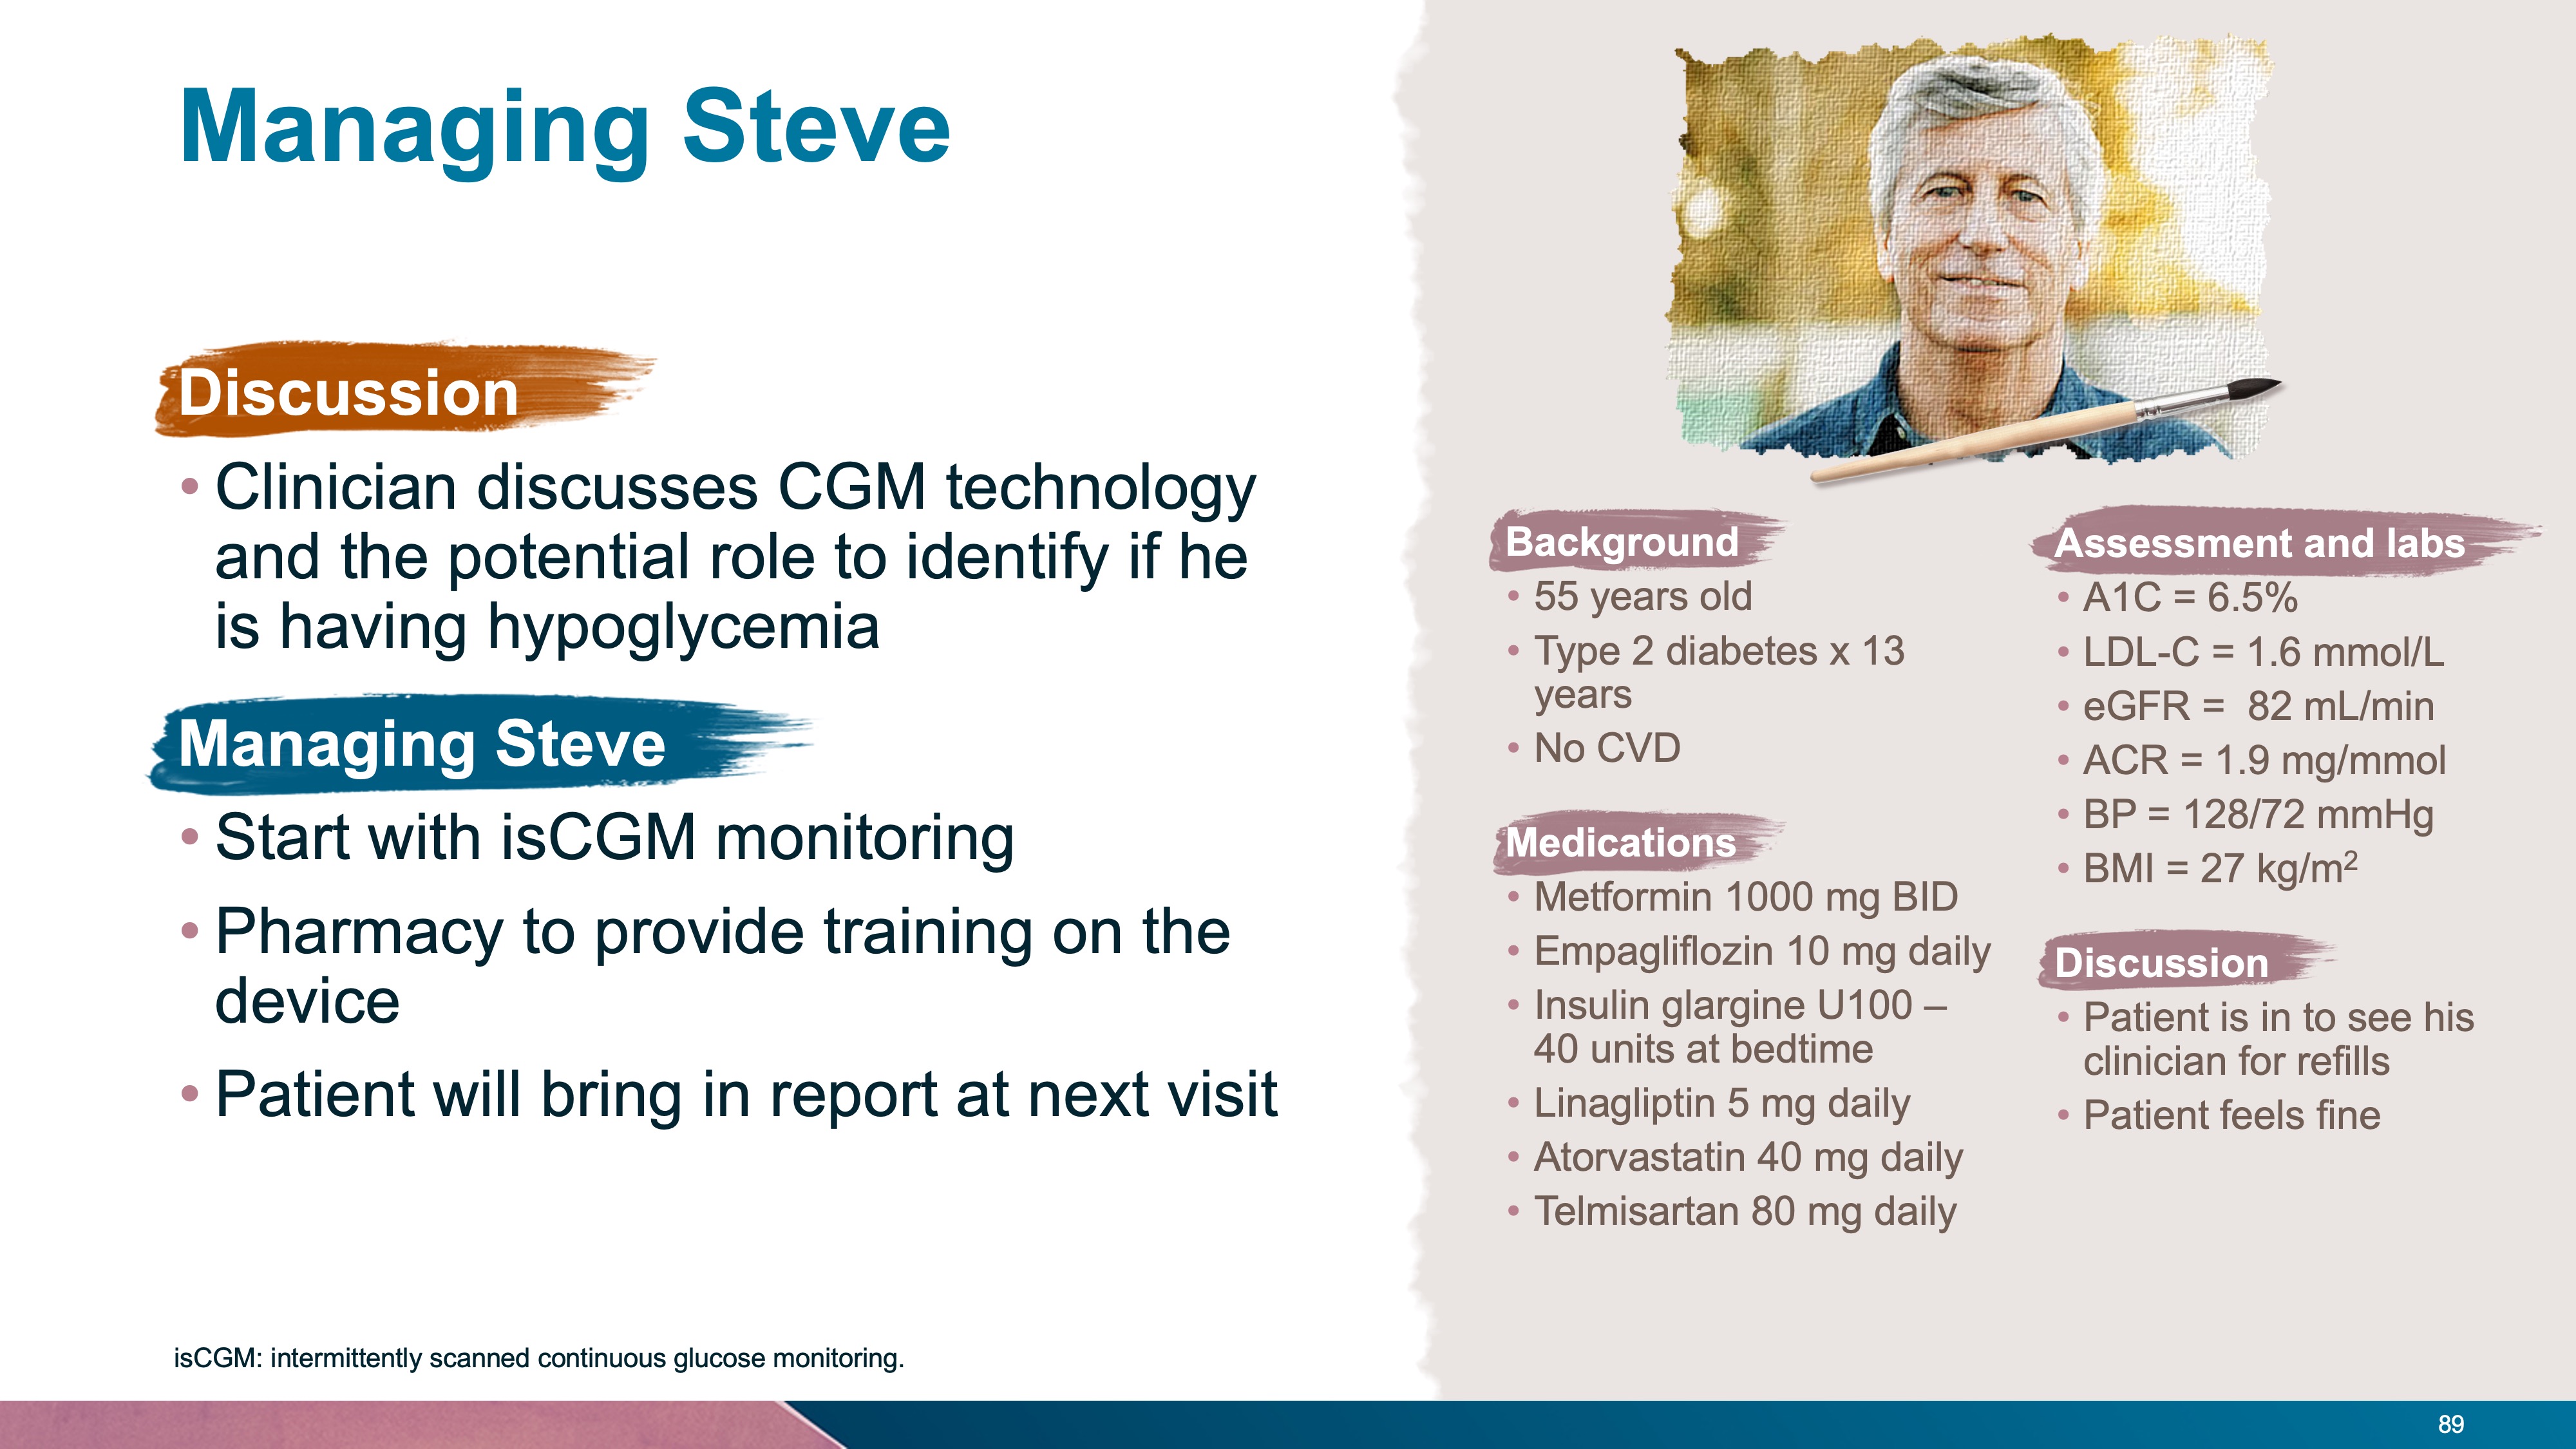 Managing Steve
Discussion
• Clinician discusses CGM technology
and the potential role to identify if he
is having hypoglycemia
Managing Steve
• Start with isCGM monitoring
• Pharmacy to provide training on the
device
• Patient will bring in report at next visit
isCGM: intermittently scanned continuous glucose monitoring.
Background
• 55 years old
• Type 2 diabetes x 13
years
• No CVD
Medications
• Metformin 1000 mg BID
• Empagliflozin 10 mg daily
• Insulin glargine U100 –
40 units at bedtime
• Linagliptin 5 mg daily
• Atorvastatin 40 mg daily
• Telmisartan 80 mg daily
Assessment and labs
• A1C = 6.5%
• LDL-C = 1.6 mmol/L
• eGFR =  82 mL/min
• ACR = 1.9 mg/mmol
• BP = 128/72 mmHg
• BMI = 27 kg/m²
Discussion
• Patient is in to see his
clinician for refills
• Patient feels fine
89